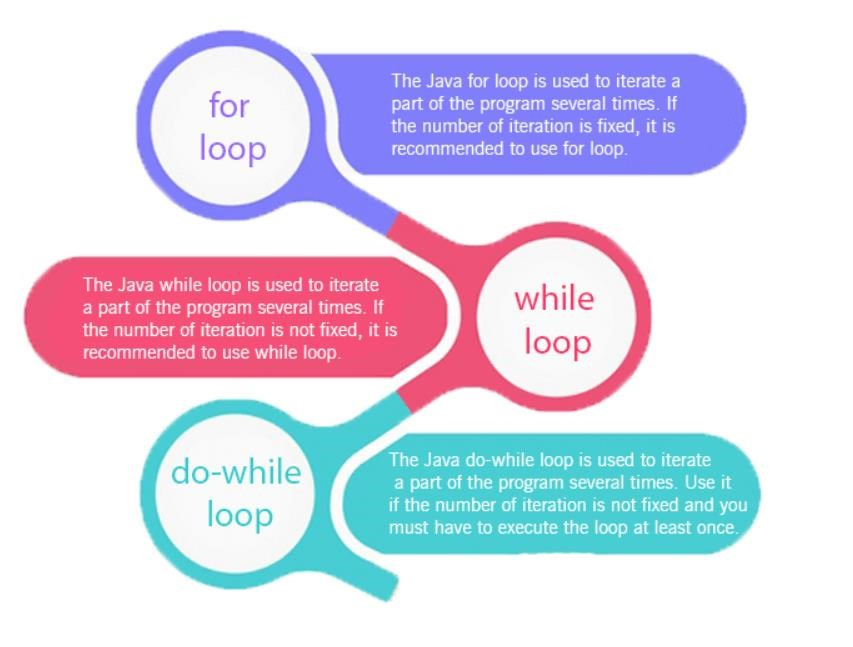 for
loop
The Java for loop is used to iterate a
part of the program several times. If
the number of iteration is fixed, it is
recommended to use for loop.
The Java while loop is used to iterate
a part of the program several times. If
the number of iteration is not fixed, it is
recommended to use while loop.
while
loop
do-while
loop
The Java do-while loop is used to iterate
a part of the program several times. Use it
if the number of iteration is not fixed and you
must have to execute the loop at least once.